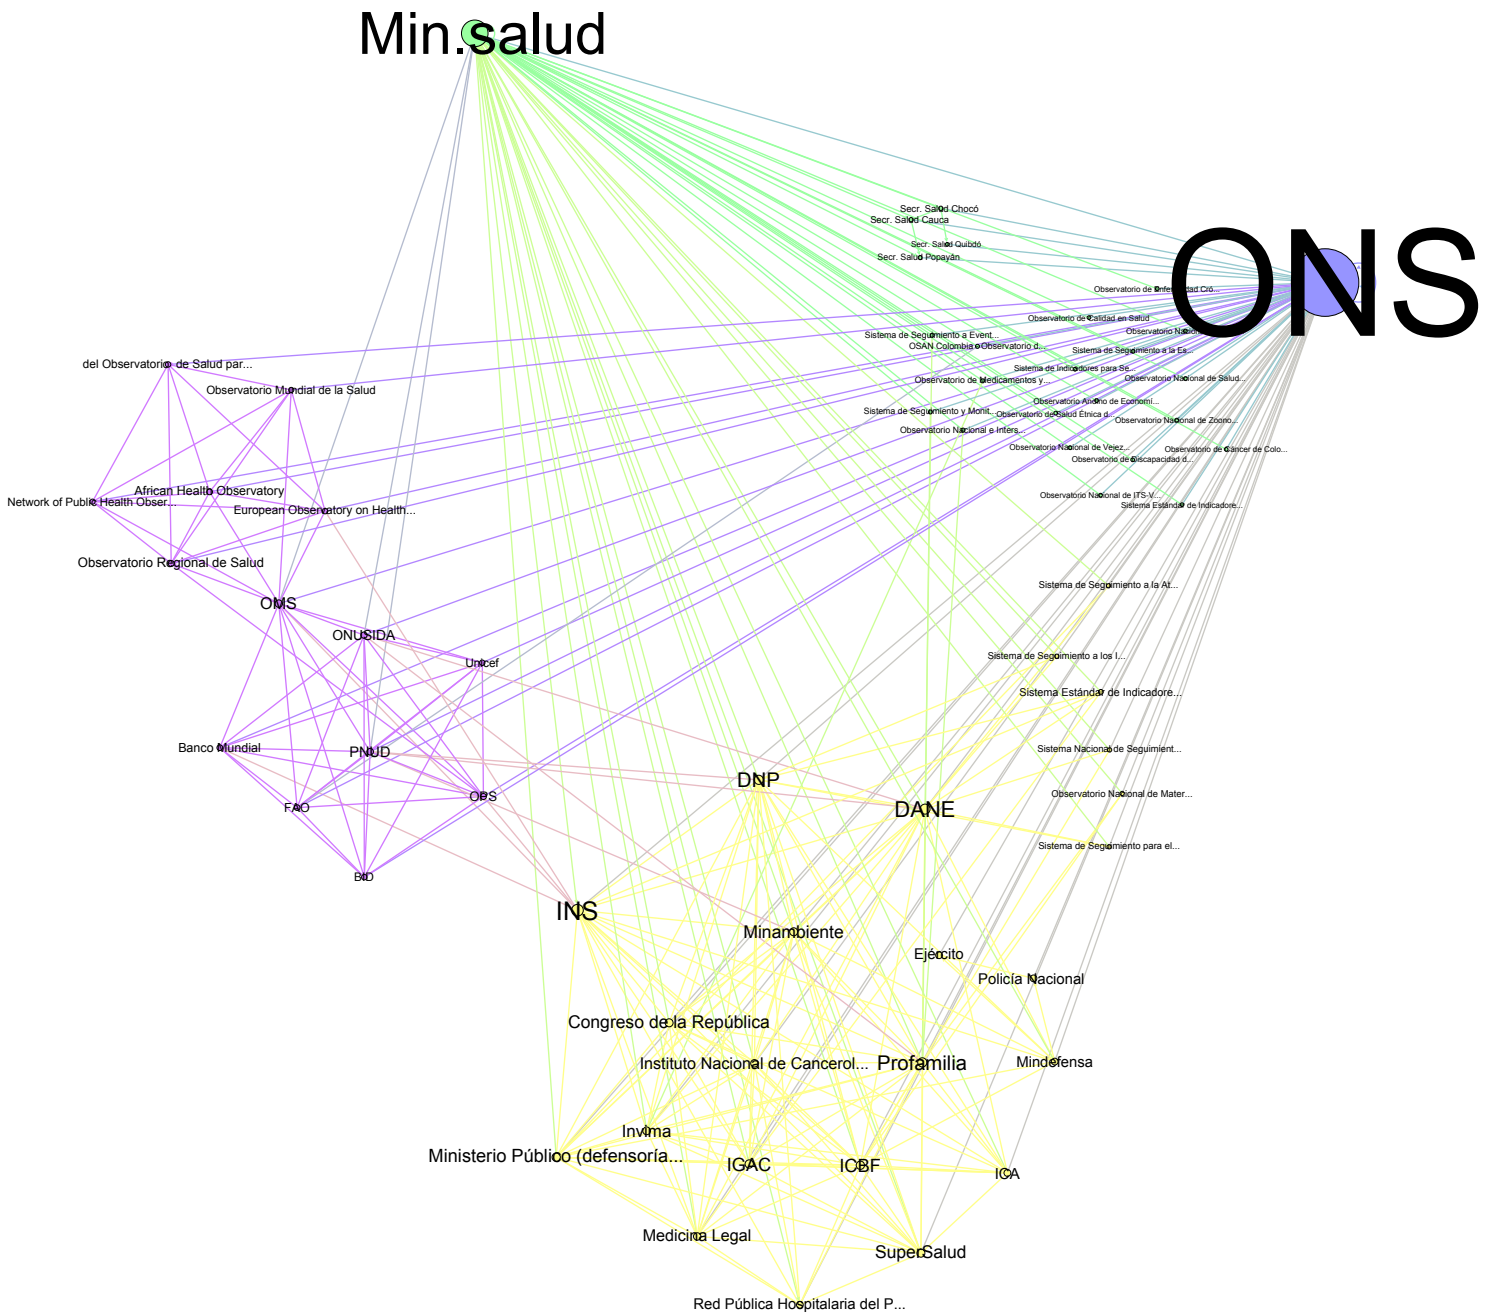 Min.salud
Secr. Salud Chocó
Secr. Salud Cauca
Secr. Salud Quibdó
Secr. Salud Popayán
ONS
Observatorio de Enfermedad Cró...
Observatorio de Calidad en Salud
Observatorio Nacional
Sistema de Seguimiento a Event...
OSAN Colombia - Observatorio d...
Sistema de Seguimiento a la Es...
del Observatorio de Salud par...
Sistema de Indicadores para Se...
Observatorio Nacional de Salud...
Observatorio de Medicamentos y...
Observatorio Mundial de la Salud
Observatorio Andino de Economi...
Sistema de Seguimiento y Monit...
Observatorio de Salud Étnica d...
Observatorio Nacional de Zoono...
Observatorio Nacional e Inters...
Observatorio Nacional de Vejez...
Observatorio de Cáncer de Colo...
Observatorio de Discapacidad d...
African Health Observatory
Observatorio Nacional de ITS-V...
Network of Public Health Obser...
Sistema Estándar de Indicadore...
European Observatory on Health...
Observatorio Regional de Salud
Sistema de Seguimiento a la At...
OMS
ONUSIDA
Sistema de Seguimiento a los I...
Unicef
Sistema Estándar de Indicadore...
Banco Mundial
Sistema Nacional de Seguimient...
PNUD
DNP
Observatorio Nacional de Mater...
OPS
FAO
DANE
Sistema de Seguimiento para el...
BID
INS
Minambiente
Ejército
Policía Nacional
Congreso de la República
Instituto Nacional de Cancerol...
Profamilia
Mindefensa
Invima
Ministerio Público (defensoría...
IGAC
ICBF
ICA
Medicina Legal
SuperSalud
Red Pública Hospitalaria del P...